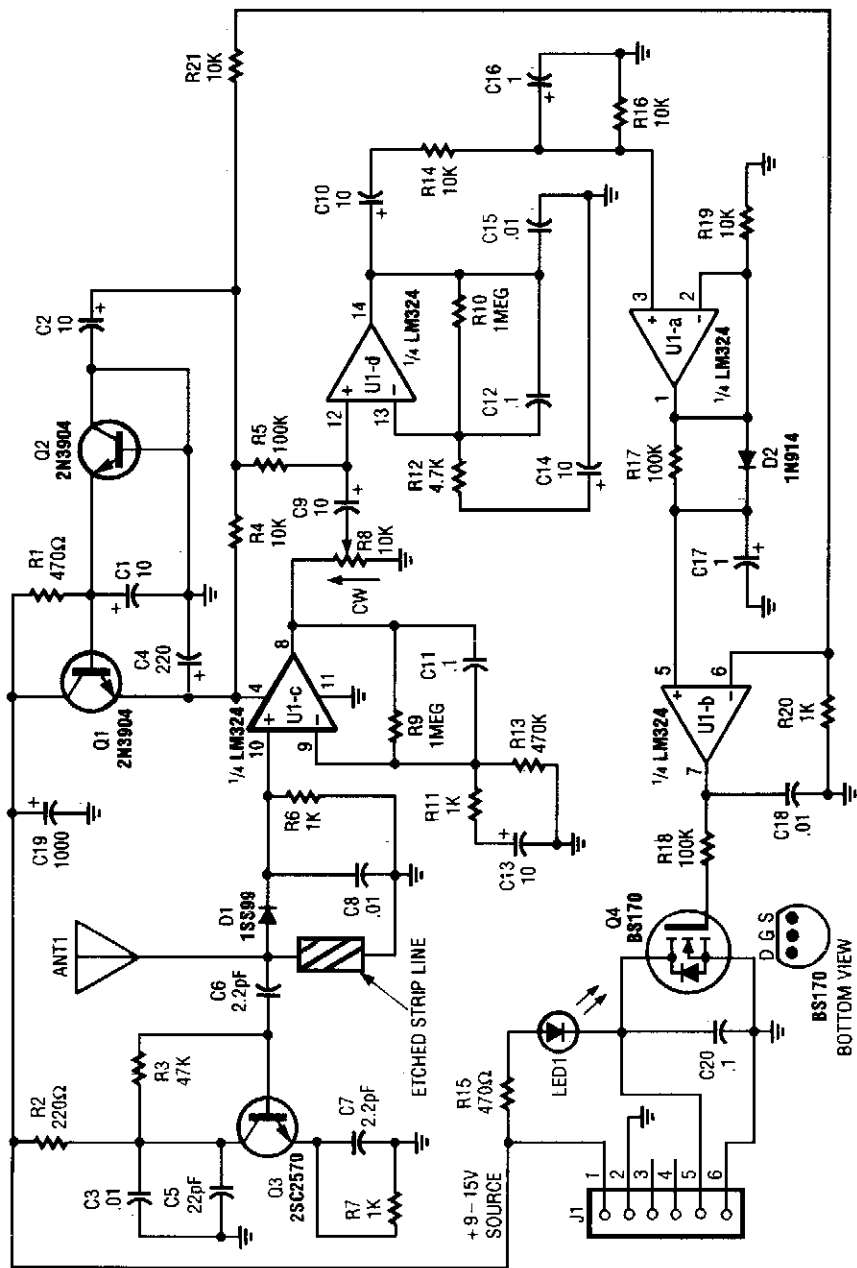 R21
10K
C2
10
Q2
2N3904
R1
470Ω
C1
10
+
C4
220
+
Q1
2N3904
C19
1000
+
ANT1
R2
220Ω
R3
47K
C3
.01
C5
22pF
Q3
2SC2570
R7
1K
C7
2.2pF
C6
2.2pF
D1
1SS99
C8
.01
R6
1K
ETCHED STRIP LINE
1/4 LM324
4
10
+
9
-
U1-c
11
8
R4
10K
R5
100K
C9
10
+
R8
10K
CW
R9
1MEG
C11
.1
R11
1K
R13
470K
C13
10
+
12
+
13
-
U1-d
14
1/4 LM324
R10
1MEG
C12
.1
R12
4.7K
C14
10
+
C15
.01
C10
10
+
R14
10K
C16
1
+
R16
10K
3
+
2
-
U1-a
1
1/4 LM324
R19
10K
R17
100K
D2
1N914
C17
1
+
5
+
6
-
U1-b
7
1/4 LM324
R20
1K
C18
.01
R18
100K
Q4
BS170
D G S
BS170
BOTTOM VIEW
LED1
R15
470Ω
C20
.1
+9–15V
SOURCE
J1
1
2
3
4
5
6